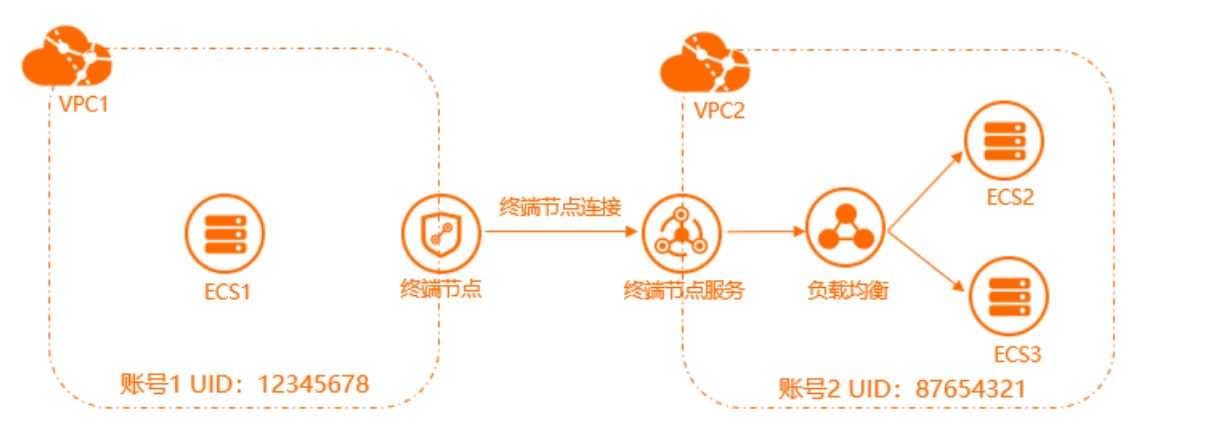 VPC1
VPC2
ECS2
终端节点连接
ECS1
终端节点
终端节点服务
负载均衡
ECS3
账号1 UID：12345678
账号2 UID：87654321